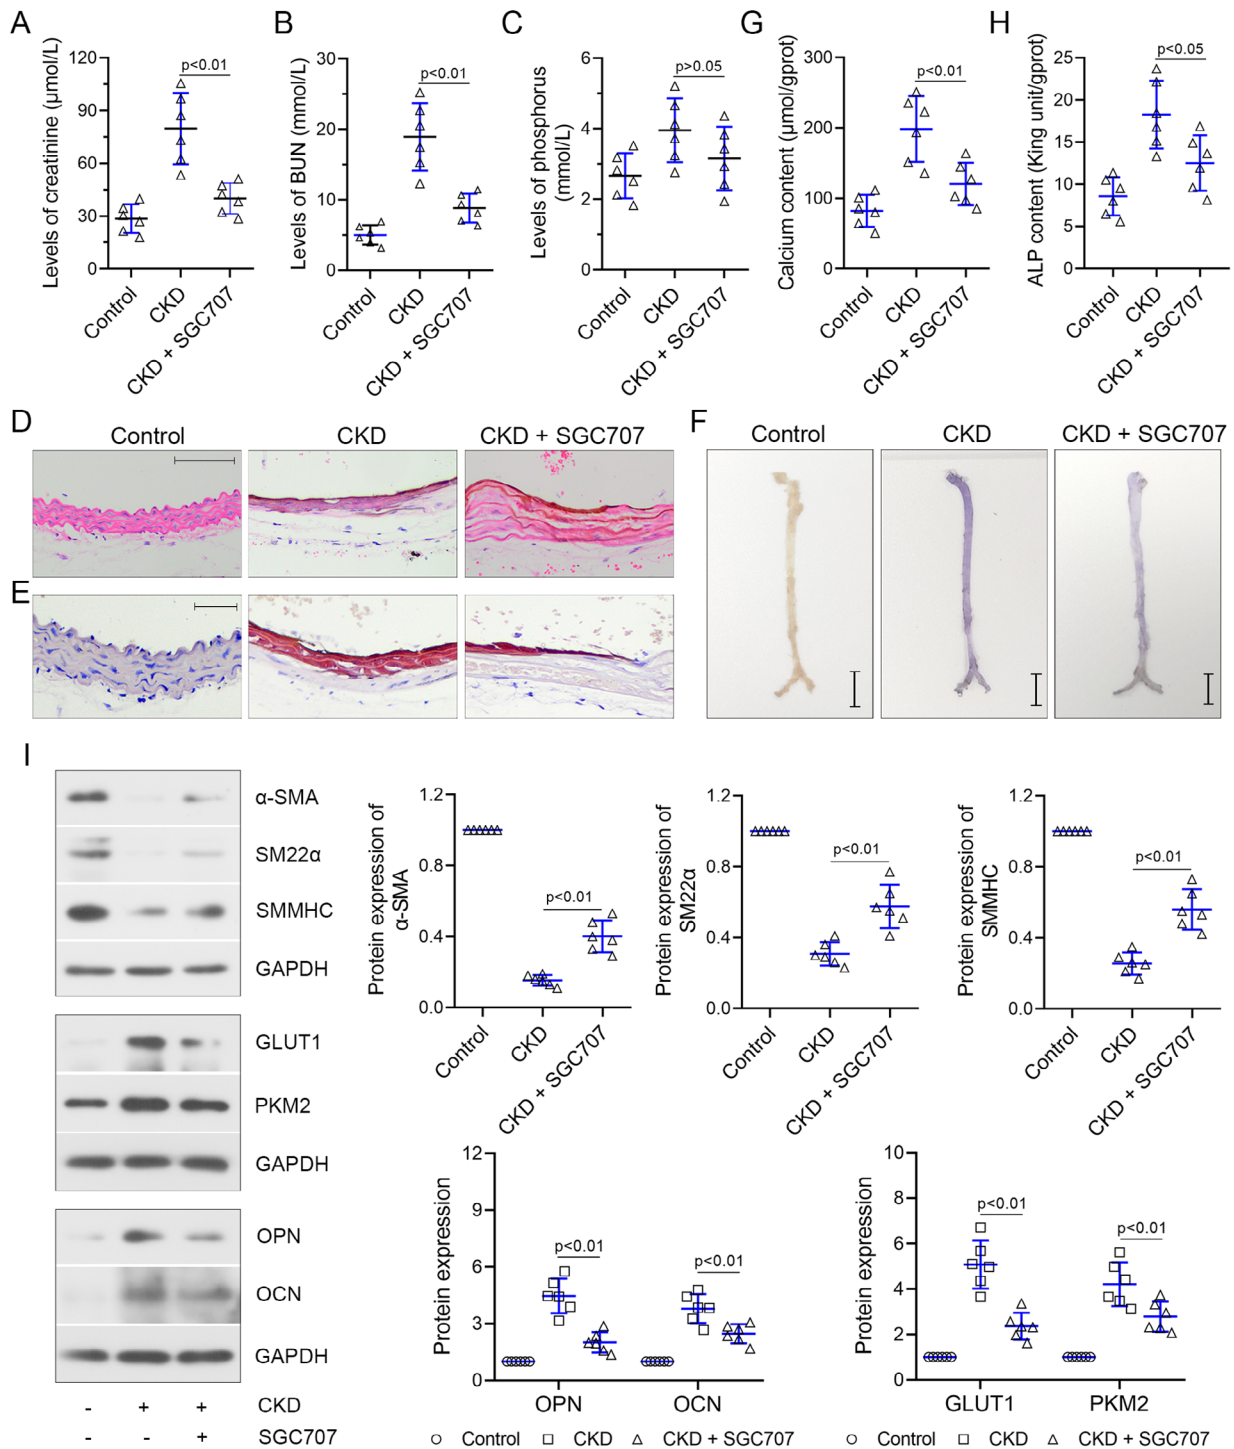 A
B
C
G
H
Levels of creatinine (μmol/L)
120
90
60
30
0
p<0.01
Control
CKD
CKD + SGC707
Levels of BUN (mmol/L)
30
20
10
0
p<0.01
Control
CKD
CKD + SGC707
Levels of phosphorus
(mmol/L)
6
4
2
0
p>0.05
Control
CKD
CKD + SGC707
Calcium content (μmol/gprot)
300
200
100
0
p<0.01
Control
CKD
CKD + SGC707
ALP content (King unit/gprot)
25
20
15
10
5
0
p<0.05
Control
CKD
CKD + SGC707
D
Control
CKD
CKD + SGC707
E
F
Control
CKD
CKD + SGC707
I
α-SMA
SM22α
SMMHC
GAPDH
GLUT1
PKM2
GAPDH
OPN
OCN
GAPDH
- + + CKD
- - + SGC707
Protein expression of
α-SMA
1.2
0.8
0.4
0.0
p<0.01
Control
CKD
CKD + SGC707
Protein expression of
SM22α
1.2
0.8
0.4
0.0
p<0.01
Control
CKD
CKD + SGC707
Protein expression of
SMMHC
1.2
0.8
0.4
0.0
p<0.01
Control
CKD
CKD + SGC707
Protein expression
12
9
6
3
0
p<0.01
p<0.01
OPN
OCN
Control CKD CKD + SGC707
Protein expression
10
8
6
4
2
0
p<0.01
p<0.01
GLUT1
PKM2
Control CKD CKD + SGC707